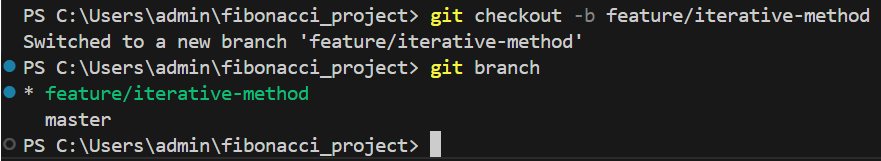 PS C:\Users\admin\fibonacci_project> git checkout -b feature/iterative-method
Switched to a new branch 'feature/iterative-method'
PS C:\Users\admin\fibonacci_project> git branch
* feature/iterative-method
  master
PS C:\Users\admin\fibonacci_project>